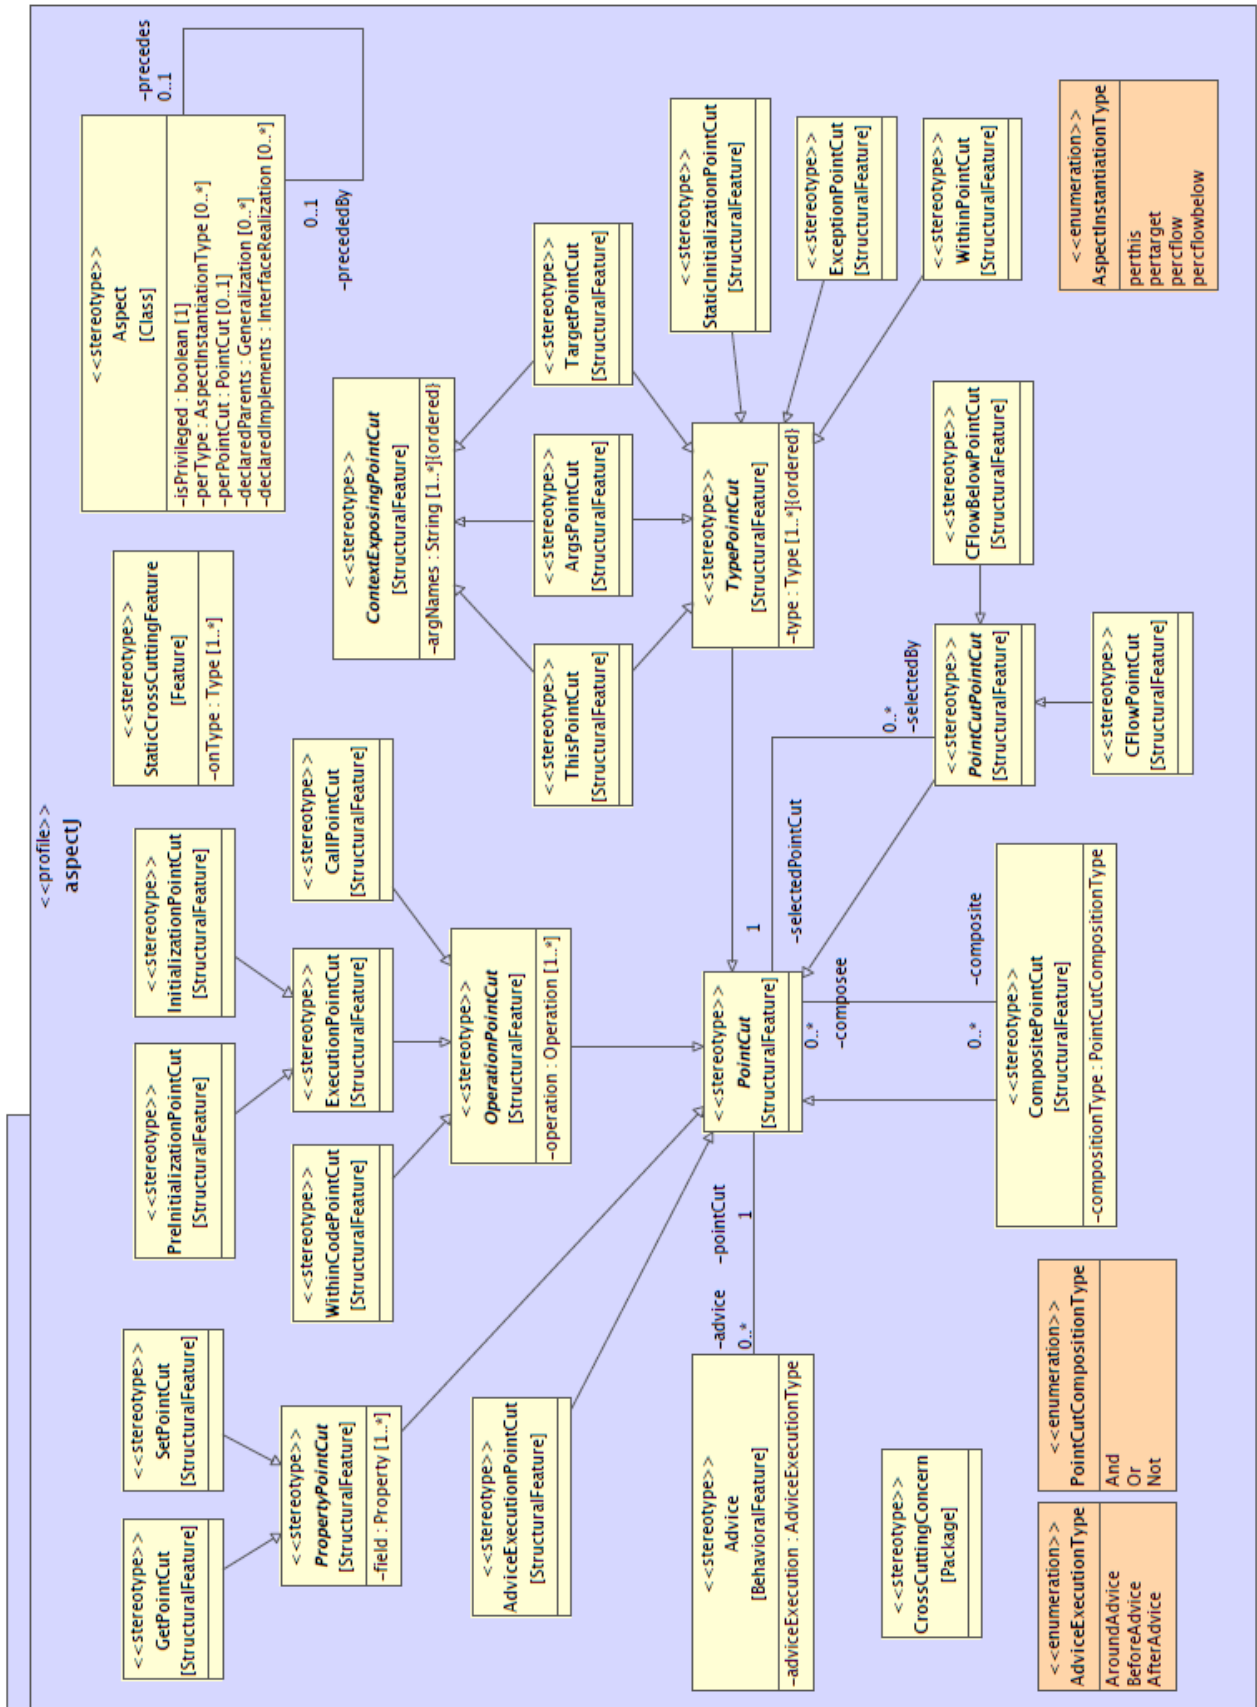 <<profile>>
aspectJ
<<stereotype>>
GetPointCut
[StructuralFeature]
<<stereotype>>
SetPointCut
[StructuralFeature]
<<stereotype>>
PreInitializationPointCut
[StructuralFeature]
<<stereotype>>
InitializationPointCut
[StructuralFeature]
<<stereotype>>
StaticCrossCuttingFeature
[Feature]
-onType : Type [1..*]
<<stereotype>>
Aspect
[Class]
-isPrivileged : boolean [1]
-perType : AspectInstantiationType [0..*]
-perPointCut : PointCut [0..1]
-declaredParents : Generalization [0..*]
-declaredImplements : InterfaceRealization [0..*]
-precedes
0..1
0..1
-precededBy
<<stereotype>>
PropertyPointCut
[StructuralFeature]
-field : Property [1..*]
<<stereotype>>
WithinCodePointCut
[StructuralFeature]
<<stereotype>>
ExecutionPointCut
[StructuralFeature]
<<stereotype>>
CallPointCut
[StructuralFeature]
<<stereotype>>
ContextExposingPointCut
[StructuralFeature]
-argNames : String [1..*]{ordered}
<<stereotype>>
AdviceExecutionPointCut
[StructuralFeature]
<<stereotype>>
OperationPointCut
[StructuralFeature]
-operation : Operation [1..*]
<<stereotype>>
ThisPointCut
[StructuralFeature]
<<stereotype>>
ArgsPointCut
[StructuralFeature]
<<stereotype>>
TargetPointCut
[StructuralFeature]
<<stereotype>>
StaticInitializationPointCut
[StructuralFeature]
<<stereotype>>
Advice
[BehavioralFeature]
-adviceExecution : AdviceExecutionType
-advice
0..*
-pointCut
1
<<stereotype>>
PointCut
[StructuralFeature]
1
-selectedPointCut
0..*
-composee
<<stereotype>>
TypePointCut
[StructuralFeature]
-type : Type [1..*]{ordered}
<<stereotype>>
ExceptionPointCut
[StructuralFeature]
<<stereotype>>
WithinPointCut
[StructuralFeature]
0..*
-selectedBy
<<stereotype>>
CrossCuttingConcern
[Package]
0..*
-composite
<<stereotype>>
PointCutPointCut
[StructuralFeature]
<<stereotype>>
CFlowBelowPointCut
[StructuralFeature]
<<stereotype>>
CompositePointCut
[StructuralFeature]
-compositionType : PointCutCompositionType
<<stereotype>>
CFlowPointCut
[StructuralFeature]
<<enumeration>>
AdviceExecutionType
AroundAdvice
BeforeAdvice
AfterAdvice
<<enumeration>>
PointCutCompositionType
And
Or
Not
<<enumeration>>
AspectInstantiationType
perthis
pertarget
percflow
percflowbelow